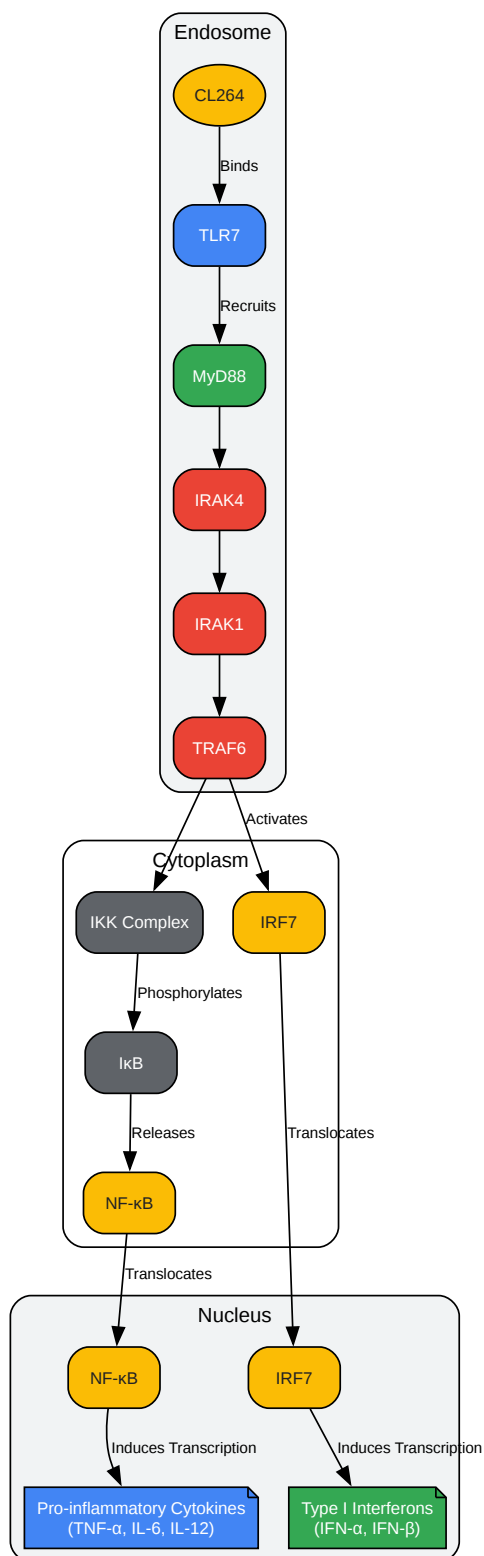 Endosome
CL264
Binds
TLR7
Recruits
MyD88
IRAK4
IRAK1
TRAF6
Activates
Cytoplasm
IKK Complex
IRF7
Phosphorylates
IκB
Releases
Translocates
NF-κB
Translocates
Nucleus
NF-κB
IRF7
Induces Transcription
Induces Transcription
Pro-inflammatory Cytokines
(TNF-α, IL-6, IL-12)
Type I Interferons
(IFN-α, IFN-β)